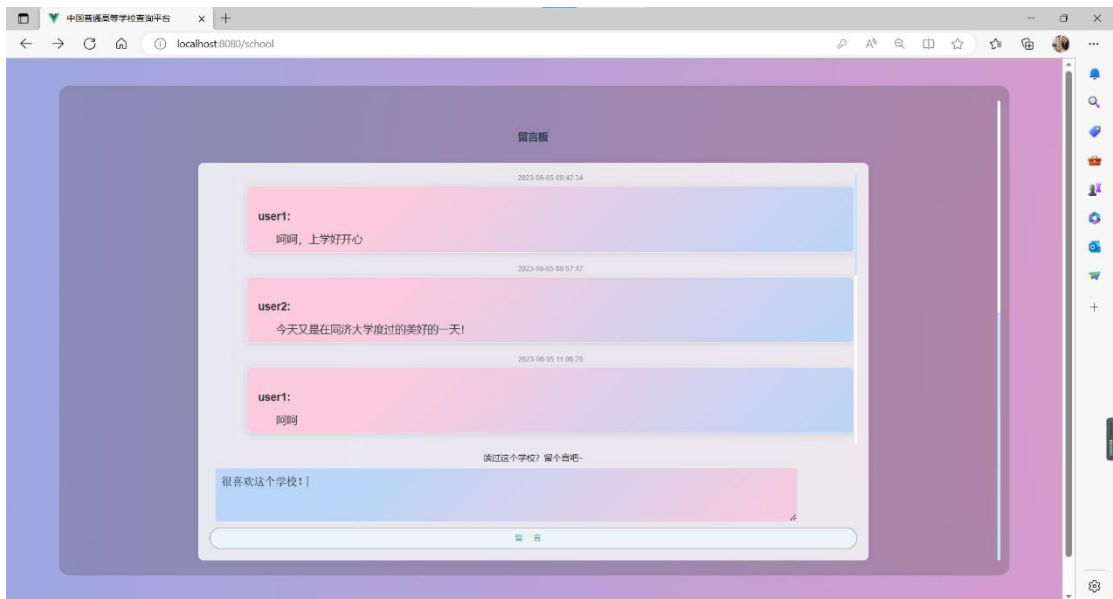 中国普通高等学校查询平台
localhost:8080/school
留言板
2023-06-05 09:42:34
user1:
呵呵，上学好开心
2023-06-05 09:57:47
user2:
今天又是在同济大学度过的美好的一天！
2023-06-05 11:06:26
user1:
呵呵
读过这个学校？留个言吧~
很喜欢这个学校！
留 言